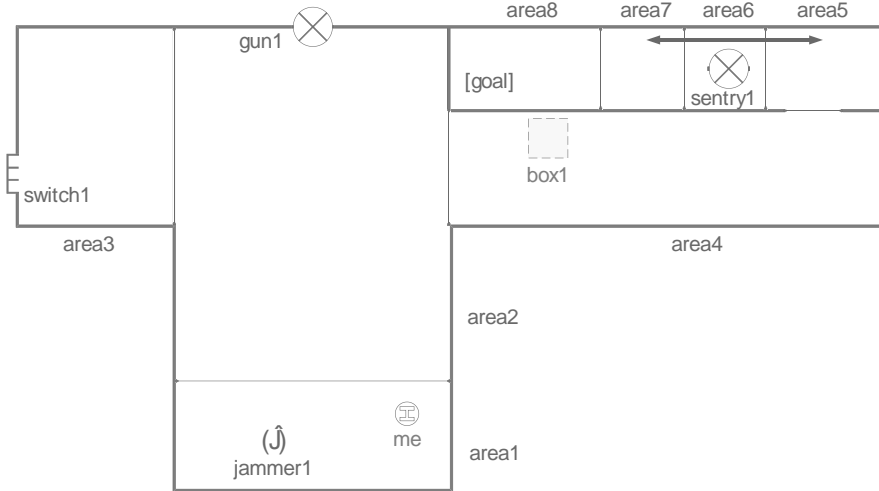 area8 area7 area6 area5
gun1
[goal]
sentry1
box1
switch1
area3
area4
area2
(Ĵ)
me
jammer1
area1